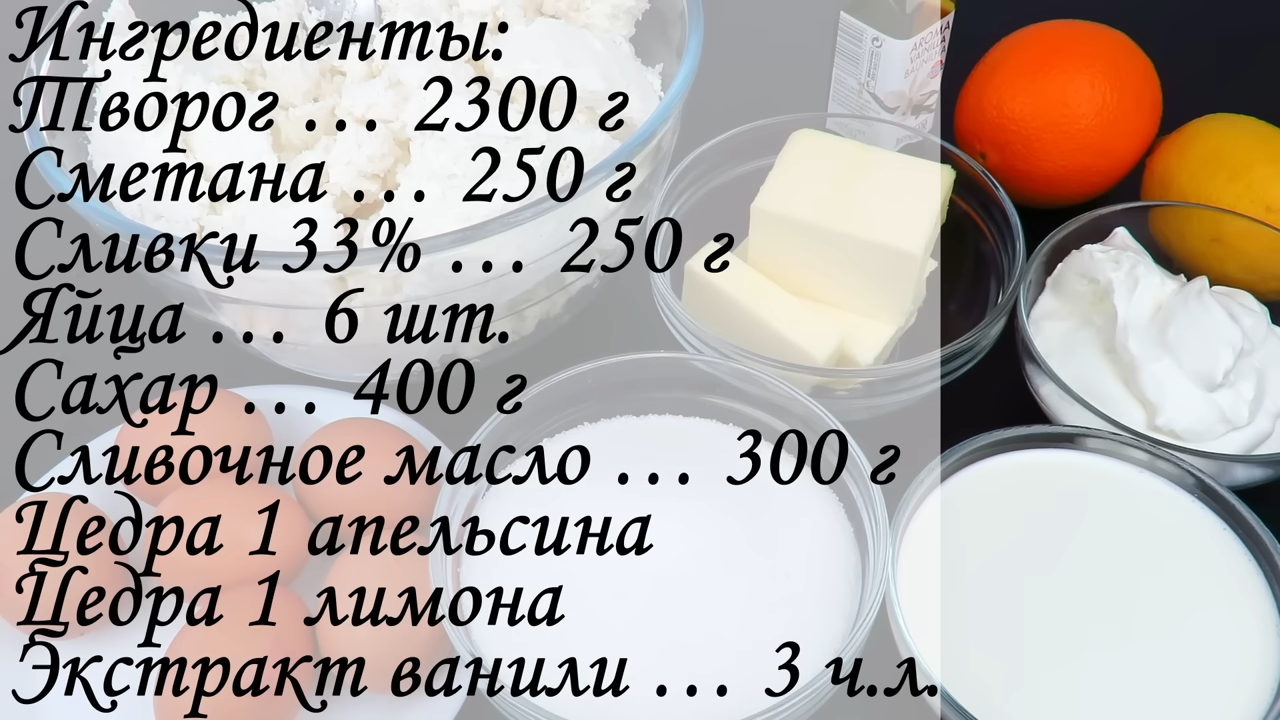 Ингредиенты:
Творог ... 2300 г
Сметана ... 250 г
Сливки 33% ... 250 г
Яйца ... 6 шт.
Сахар ... 400 г
Сливочное масло ... 300 г
Цедра 1 апельсина
Цедра 1 лимона
Экстракт ванили ... 3 ч.л.
AROMA